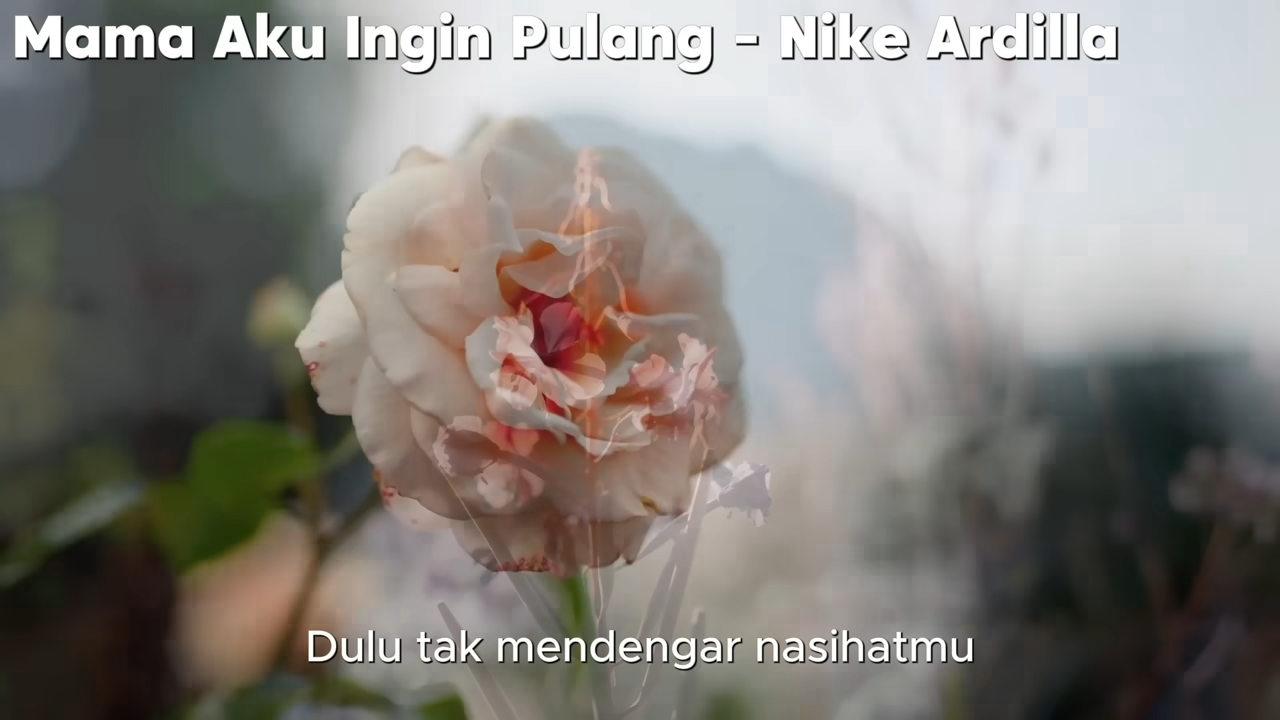 Mama Aku Ingin Pulang - Nike Ardilla
Dulu tak mendengar nasihatmu